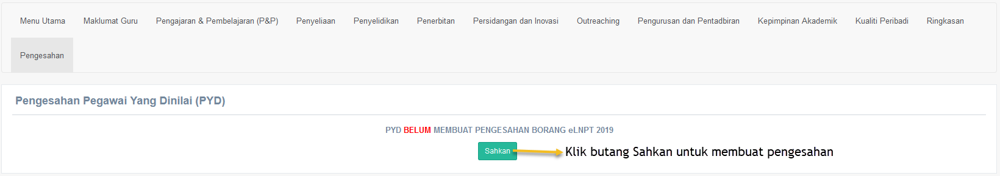 Menu Utama Maklumat Guru Pengajaran & Pembelajaran (P&P) Penyeliaan Penyelidikan Penerbitan Persidangan dan Inovasi Outreaching Pengurusan dan Pentadbiran Kepimpinan Akademik Kualiti Peribadi Ringkasan
Pengesahan
Pengesahan Pegawai Yang Dinilai (PYD)
PYD BELUM MEMBUAT PENGESAHAN BORANG eLNPT 2019
Sahkan Klik butang Sahkan untuk membuat pengesahan